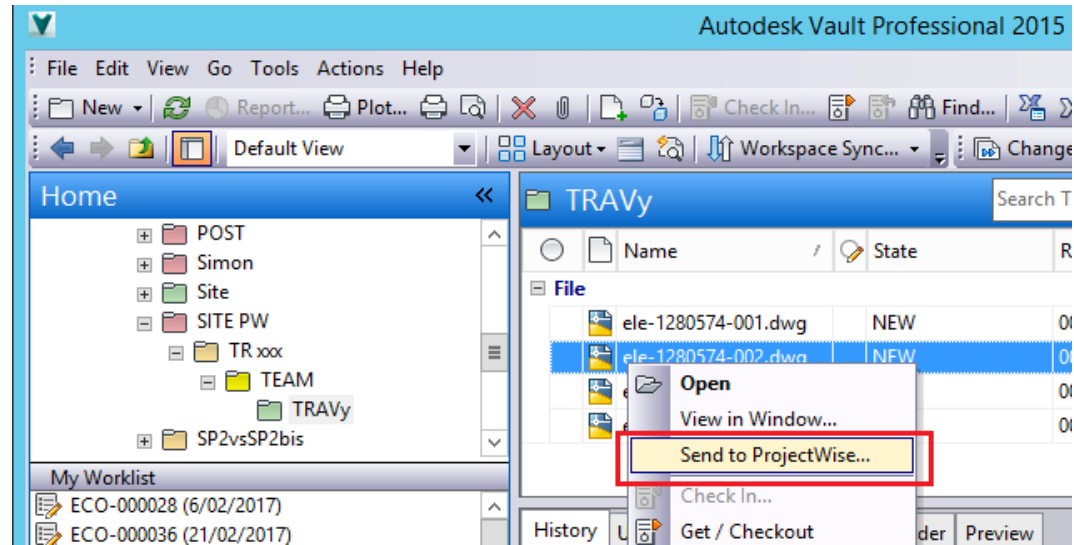 Autodesk Vault Professional 2015
File Edit View Go Tools Actions Help
New Report... Plot... Check In... Find...
Default View Layout Workspace Sync... Change
Home
POST
Simon
Site
SITE PW
TR xxx
TEAM
TRAVy
SP2vsSP2bis
My Worklist
ECO-000028 (6/02/2017)
ECO-000036 (21/02/2017)
TRAVy Search T
Name / State R
File
ele-1280574-001.dwg NEW 00
ele-1280574-002.dwg NEW 00
Open
View in Window...
Send to ProjectWise...
Check In...
Get / Checkout
History U der Preview